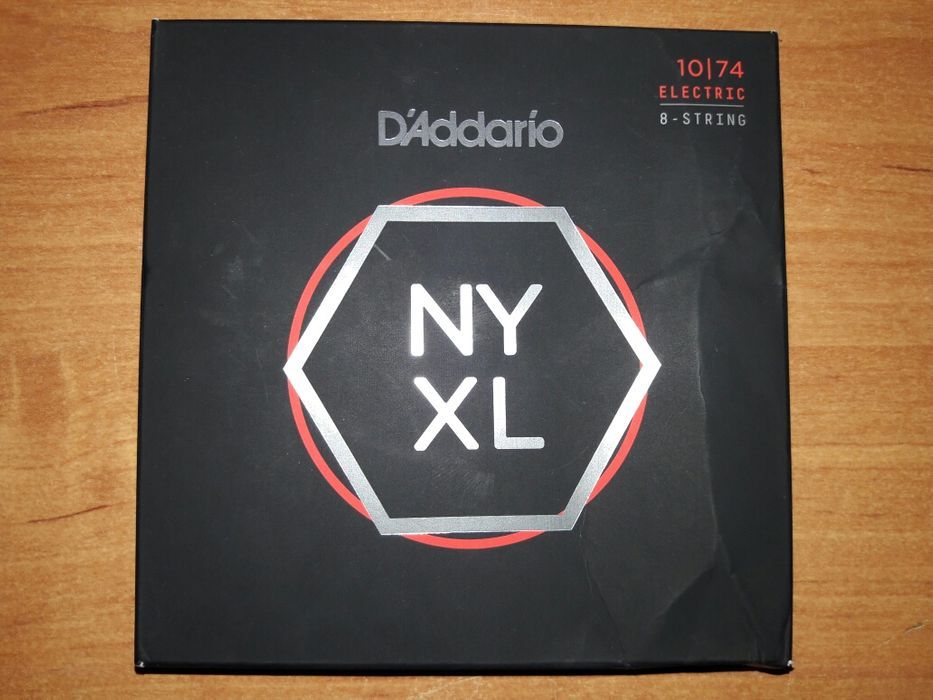 10|74
ELECTRIC
8-STRING
D'Addario
NY
XL